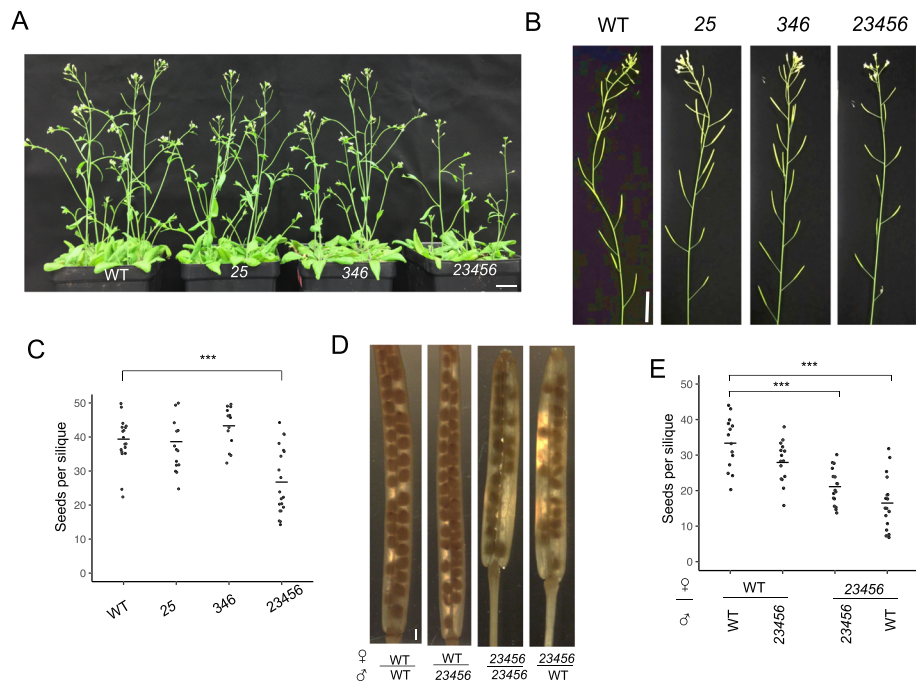 A
WT
25
346
23456
B
WT 25 346 23456
C
***
Seeds per silique
50
40
30
20
10
0
WT 25 346 23456
D
♀ WT WT 23456 23456
♂ WT 23456 23456 WT
E
***
***
Seeds per silique
50
40
30
20
10
0
♀ WT 23456
♂ WT 23456 23456 WT